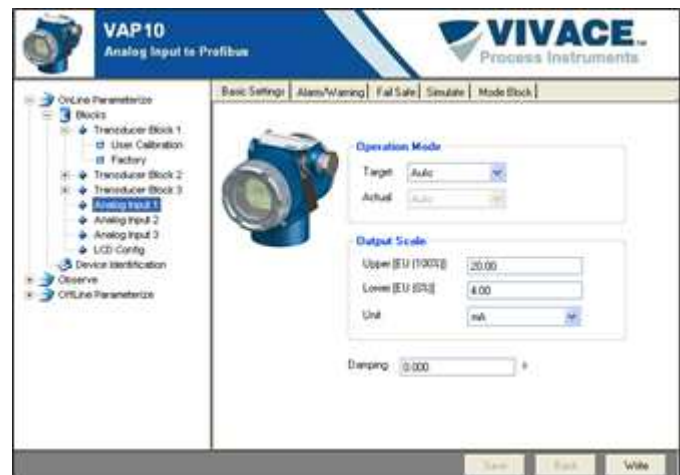 VAP10
Analog Input to Profibus
VIVACE
Process Instruments
OnLine Parameterize
Blocks
Transducer Block 1
User Calibration
Factory
Transducer Block 2
Transducer Block 3
Analog Input 1
Analog Input 2
Analog Input 3
LCD Config
Device Identification
Observe
OffLine Parameterize
Basic Settings Alarm/Warning Fail Safe Simulate Mode Block
Operation Mode
Target Auto
Actual Auto
Output Scale
Upper [EU (100%)] 20.00
Lower [EU (0%)] 4.00
Unit mA
Damping 0.000 s
Write